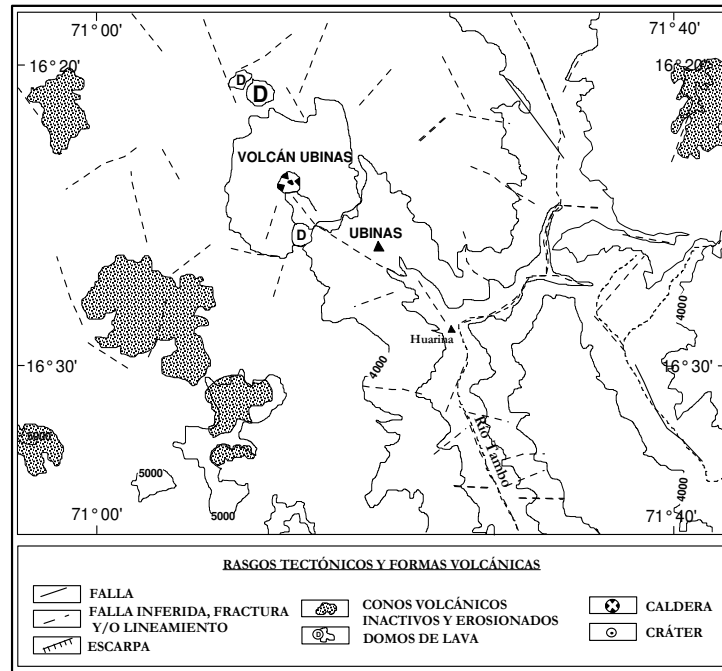 71° 00'
71° 40'
16° 20'
16° 20'
D
D
VOLCÁN UBINAS
UBINAS
D
4000
Huarina
4000
16° 30'
16° 30'
Río Tambo
5000
5000
5000
4000
71° 00'
71° 40'
RASGOS TECTÓNICOS Y FORMAS VOLCÁNICAS
FALLA
FALLA INFERIDA, FRACTURA
Y/O LINEAMIENTO
ESCARPA
CONOS VOLCÁNICOS
INACTIVOS Y EROSIONADOS
DOMOS DE LAVA
CALDERA
CRÁTER